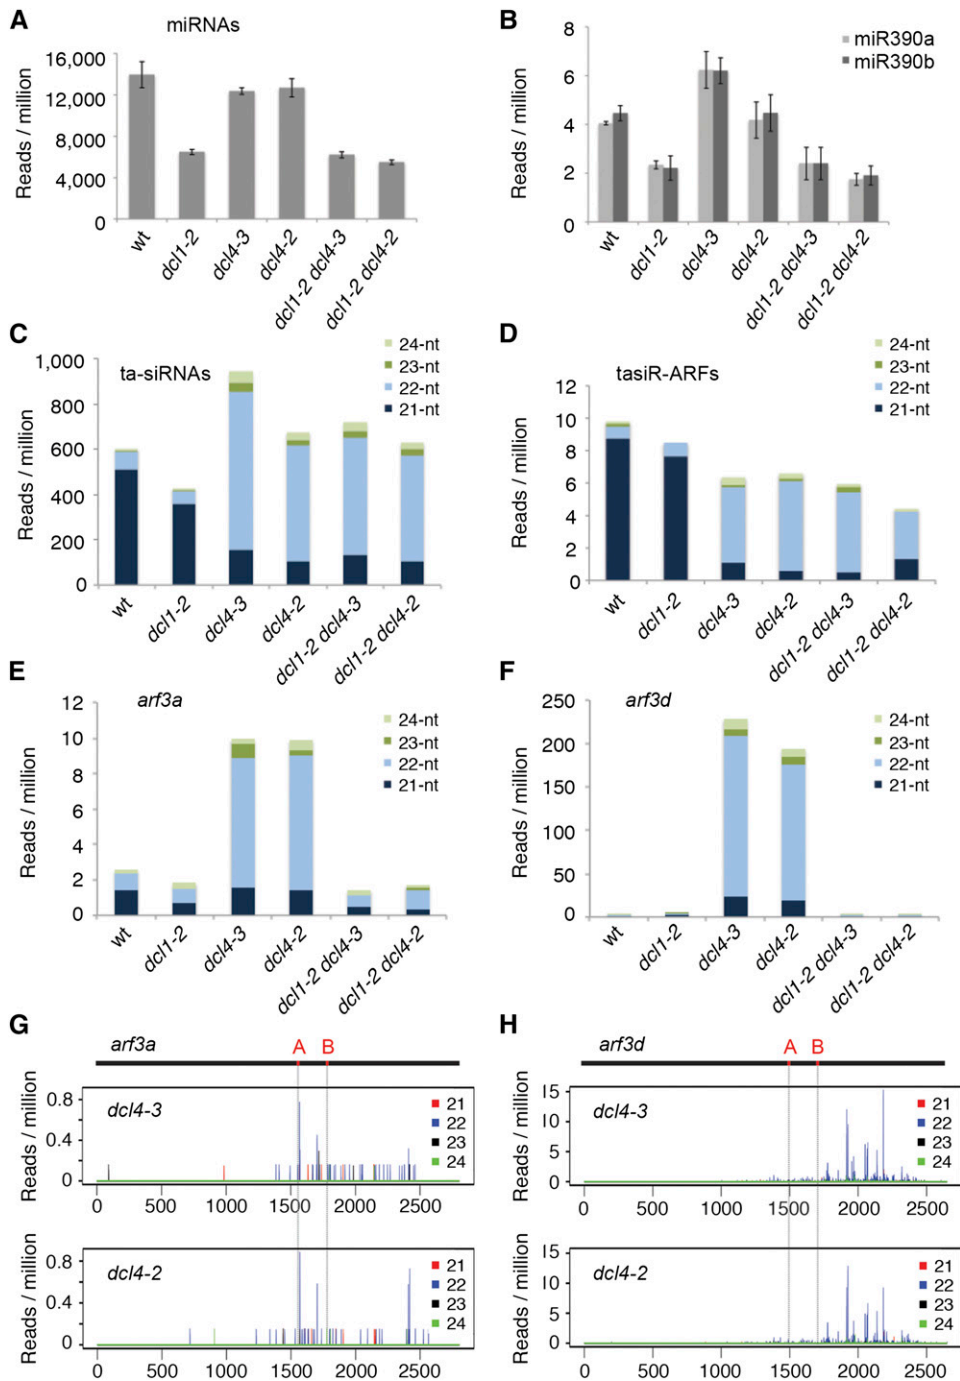 A
miRNAs
Reads / million
16,000
12,000
8,000
4,000
0
wt
dcl1-2
dcl4-3
dcl4-2
dcl1-2 dcl4-3
dcl1-2 dcl4-2
B
miR390a
miR390b
Reads / million
8
6
4
2
0
wt
dcl1-2
dcl4-3
dcl4-2
dcl1-2 dcl4-3
dcl1-2 dcl4-2
C
ta-siRNAs
24-nt
23-nt
22-nt
21-nt
Reads / million
1,000
800
600
400
200
0
wt
dcl1-2
dcl4-3
dcl4-2
dcl1-2 dcl4-3
dcl1-2 dcl4-2
D
tasiR-ARFs
24-nt
23-nt
22-nt
21-nt
Reads / million
12
10
8
6
4
2
0
wt
dcl1-2
dcl4-3
dcl4-2
dcl1-2 dcl4-3
dcl1-2 dcl4-2
E
arf3a
24-nt
23-nt
22-nt
21-nt
Reads / million
12
10
8
6
4
2
0
wt
dcl1-2
dcl4-3
dcl4-2
dcl1-2 dcl4-3
dcl1-2 dcl4-2
F
arf3d
24-nt
23-nt
22-nt
21-nt
Reads / million
250
200
150
100
50
0
wt
dcl1-2
dcl4-3
dcl4-2
dcl1-2 dcl4-3
dcl1-2 dcl4-2
G
arf3a
A B
dcl4-3
21
22
23
24
Reads / million
0.8
0.4
0
0 500 1000 1500 2000 2500
dcl4-2
21
22
23
24
Reads / million
0.8
0.4
0
0 500 1000 1500 2000 2500
H
arf3d
A B
dcl4-3
21
22
23
24
Reads / million
15
10
5
0
0 500 1000 1500 2000 2500
dcl4-2
21
22
23
24
Reads / million
15
10
5
0
0 500 1000 1500 2000 2500